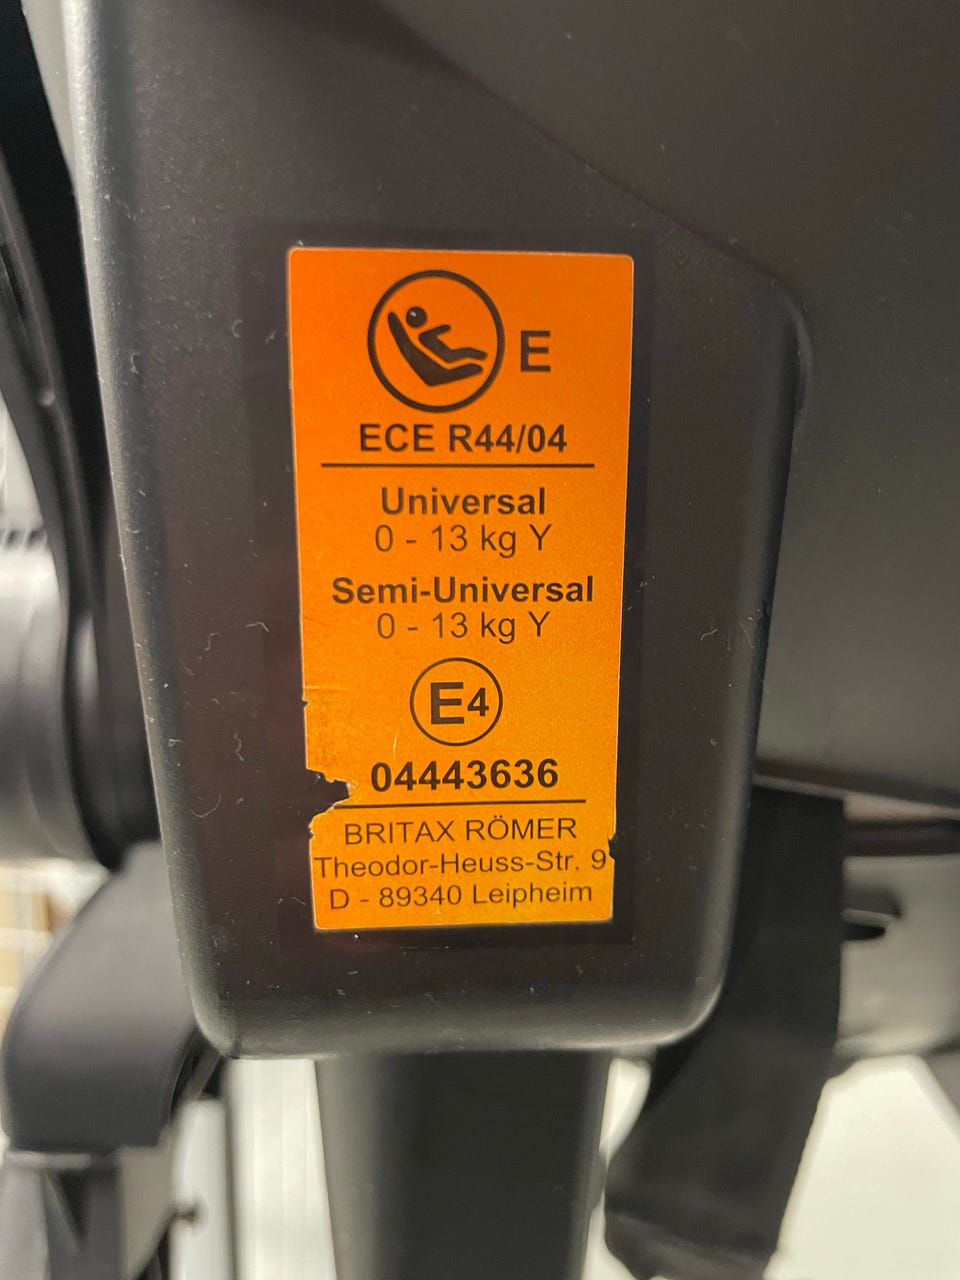 E
ECE R44/04
Universal
0 - 13 kg Y
Semi-Universal
0 - 13 kg Y
E4
04443636
BRITAX RÖMER
Theodor-Heuss-Str. 9
D - 89340 Leipheim